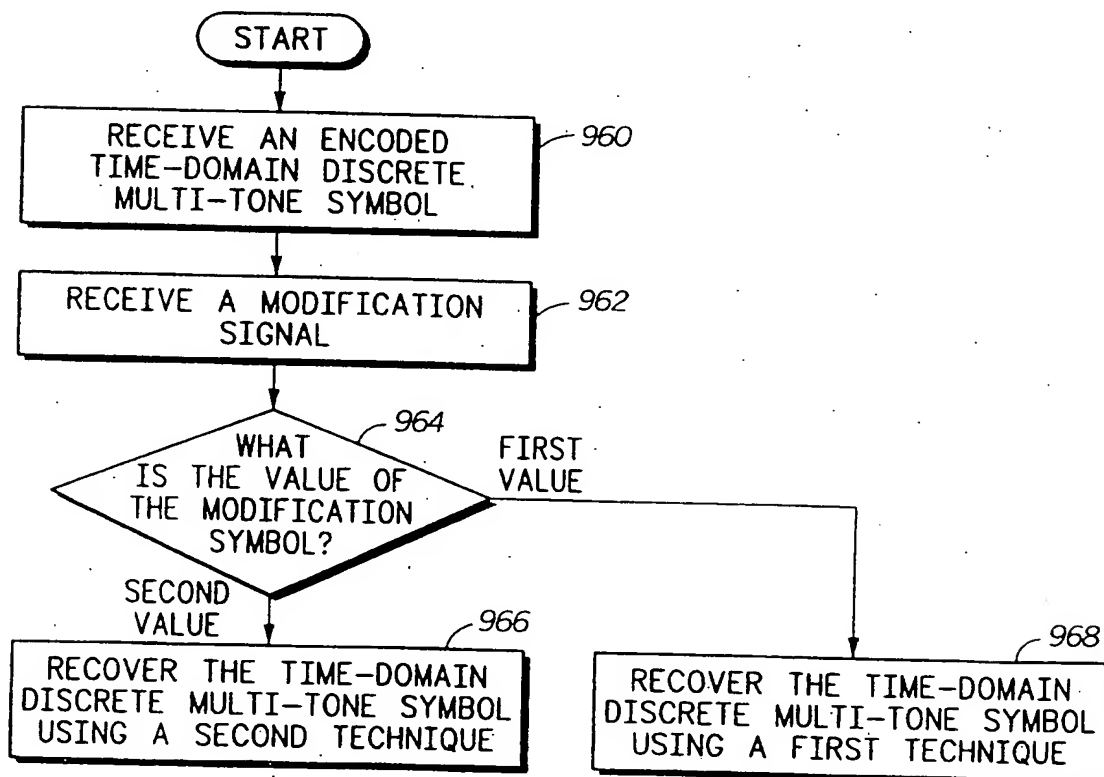 START
RECEIVE AN ENCODED
TIME-DOMAIN DISCRETE
MULTI-TONE SYMBOL
960
RECEIVE A MODIFICATION
SIGNAL
962
964
WHAT
IS THE VALUE OF
THE MODIFICATION
SYMBOL?
FIRST
VALUE
SECOND
VALUE
966
RECOVER THE TIME-DOMAIN
DISCRETE MULTI-TONE SYMBOL
USING A SECOND TECHNIQUE
968
RECOVER THE TIME-DOMAIN
DISCRETE MULTI-TONE SYMBOL
USING A FIRST TECHNIQUE